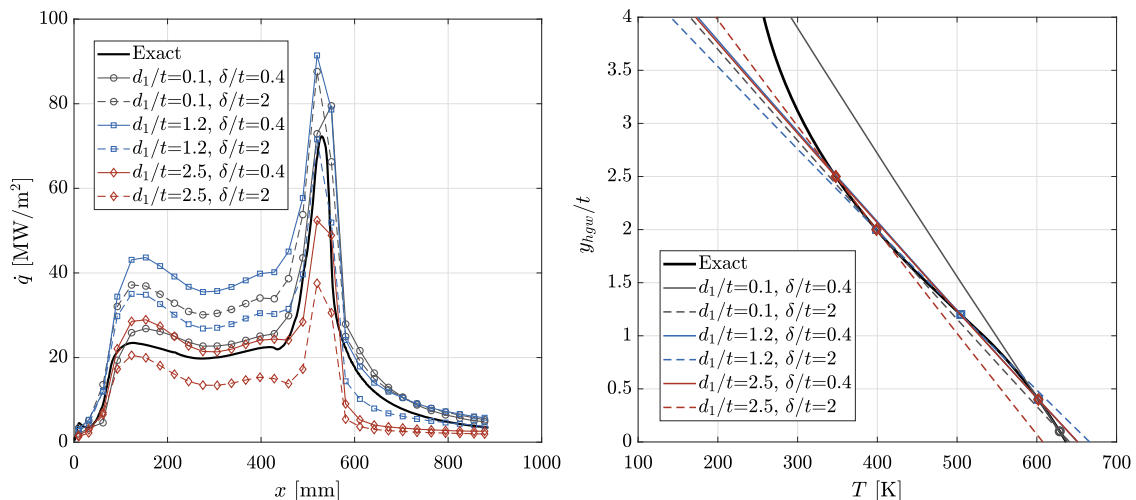 100
80
60
40
20
0
q̇ [MW/m²]
Exact
d₁/t=0.1, δ/t=0.4
d₁/t=0.1, δ/t=2
d₁/t=1.2, δ/t=0.4
d₁/t=1.2, δ/t=2
d₁/t=2.5, δ/t=0.4
d₁/t=2.5, δ/t=2
0 200 400 600 800 1000
x [mm]
4
3.5
3
2.5
2
1.5
1
0.5
0
y_hgw/t
Exact
d₁/t=0.1, δ/t=0.4
d₁/t=0.1, δ/t=2
d₁/t=1.2, δ/t=0.4
d₁/t=1.2, δ/t=2
d₁/t=2.5, δ/t=0.4
d₁/t=2.5, δ/t=2
100 200 300 400 500 600 700
T [K]